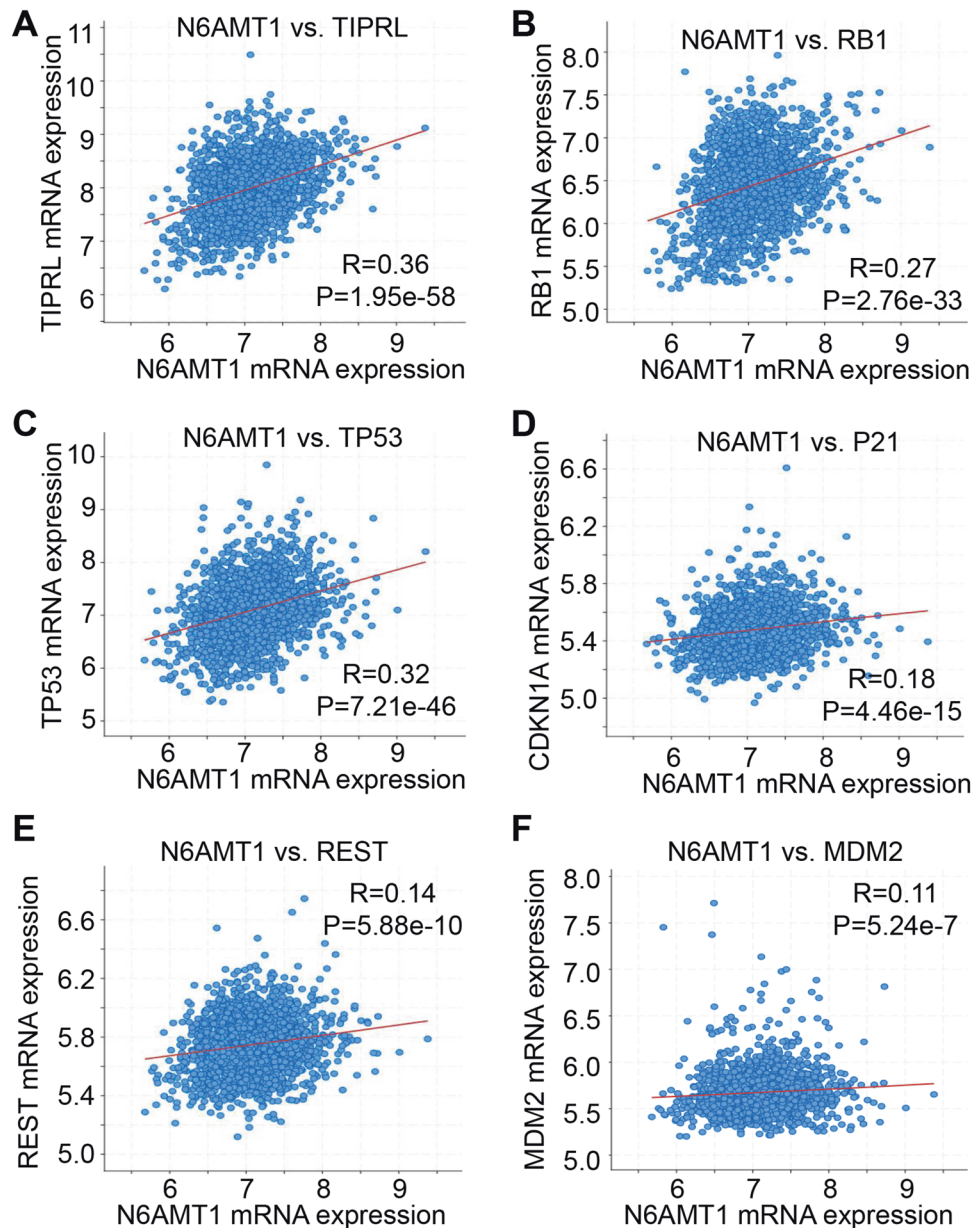 A
N6AMT1 vs. TIPRL
TIPRL mRNA expression
11
10
9
8
7
6
R=0.36
P=1.95e-58
6 7 8 9
N6AMT1 mRNA expression
B
N6AMT1 vs. RB1
RB1 mRNA expression
8.0
7.5
7.0
6.5
6.0
5.5
5.0
R=0.27
P=2.76e-33
6 7 8 9
N6AMT1 mRNA expression
C
N6AMT1 vs. TP53
TP53 mRNA expression
10
9
8
7
6
5
R=0.32
P=7.21e-46
6 7 8 9
N6AMT1 mRNA expression
D
N6AMT1 vs. P21
CDKN1A mRNA expression
6.6
6.2
5.8
5.4
5.0
R=0.18
P=4.46e-15
6 7 8 9
N6AMT1 mRNA expression
E
N6AMT1 vs. REST
REST mRNA expression
6.6
6.2
5.8
5.4
5.0
R=0.14
P=5.88e-10
6 7 8 9
N6AMT1 mRNA expression
F
N6AMT1 vs. MDM2
MDM2 mRNA expression
8.0
7.5
7.0
6.5
6.0
5.5
5.0
R=0.11
P=5.24e-7
6 7 8 9
N6AMT1 mRNA expression